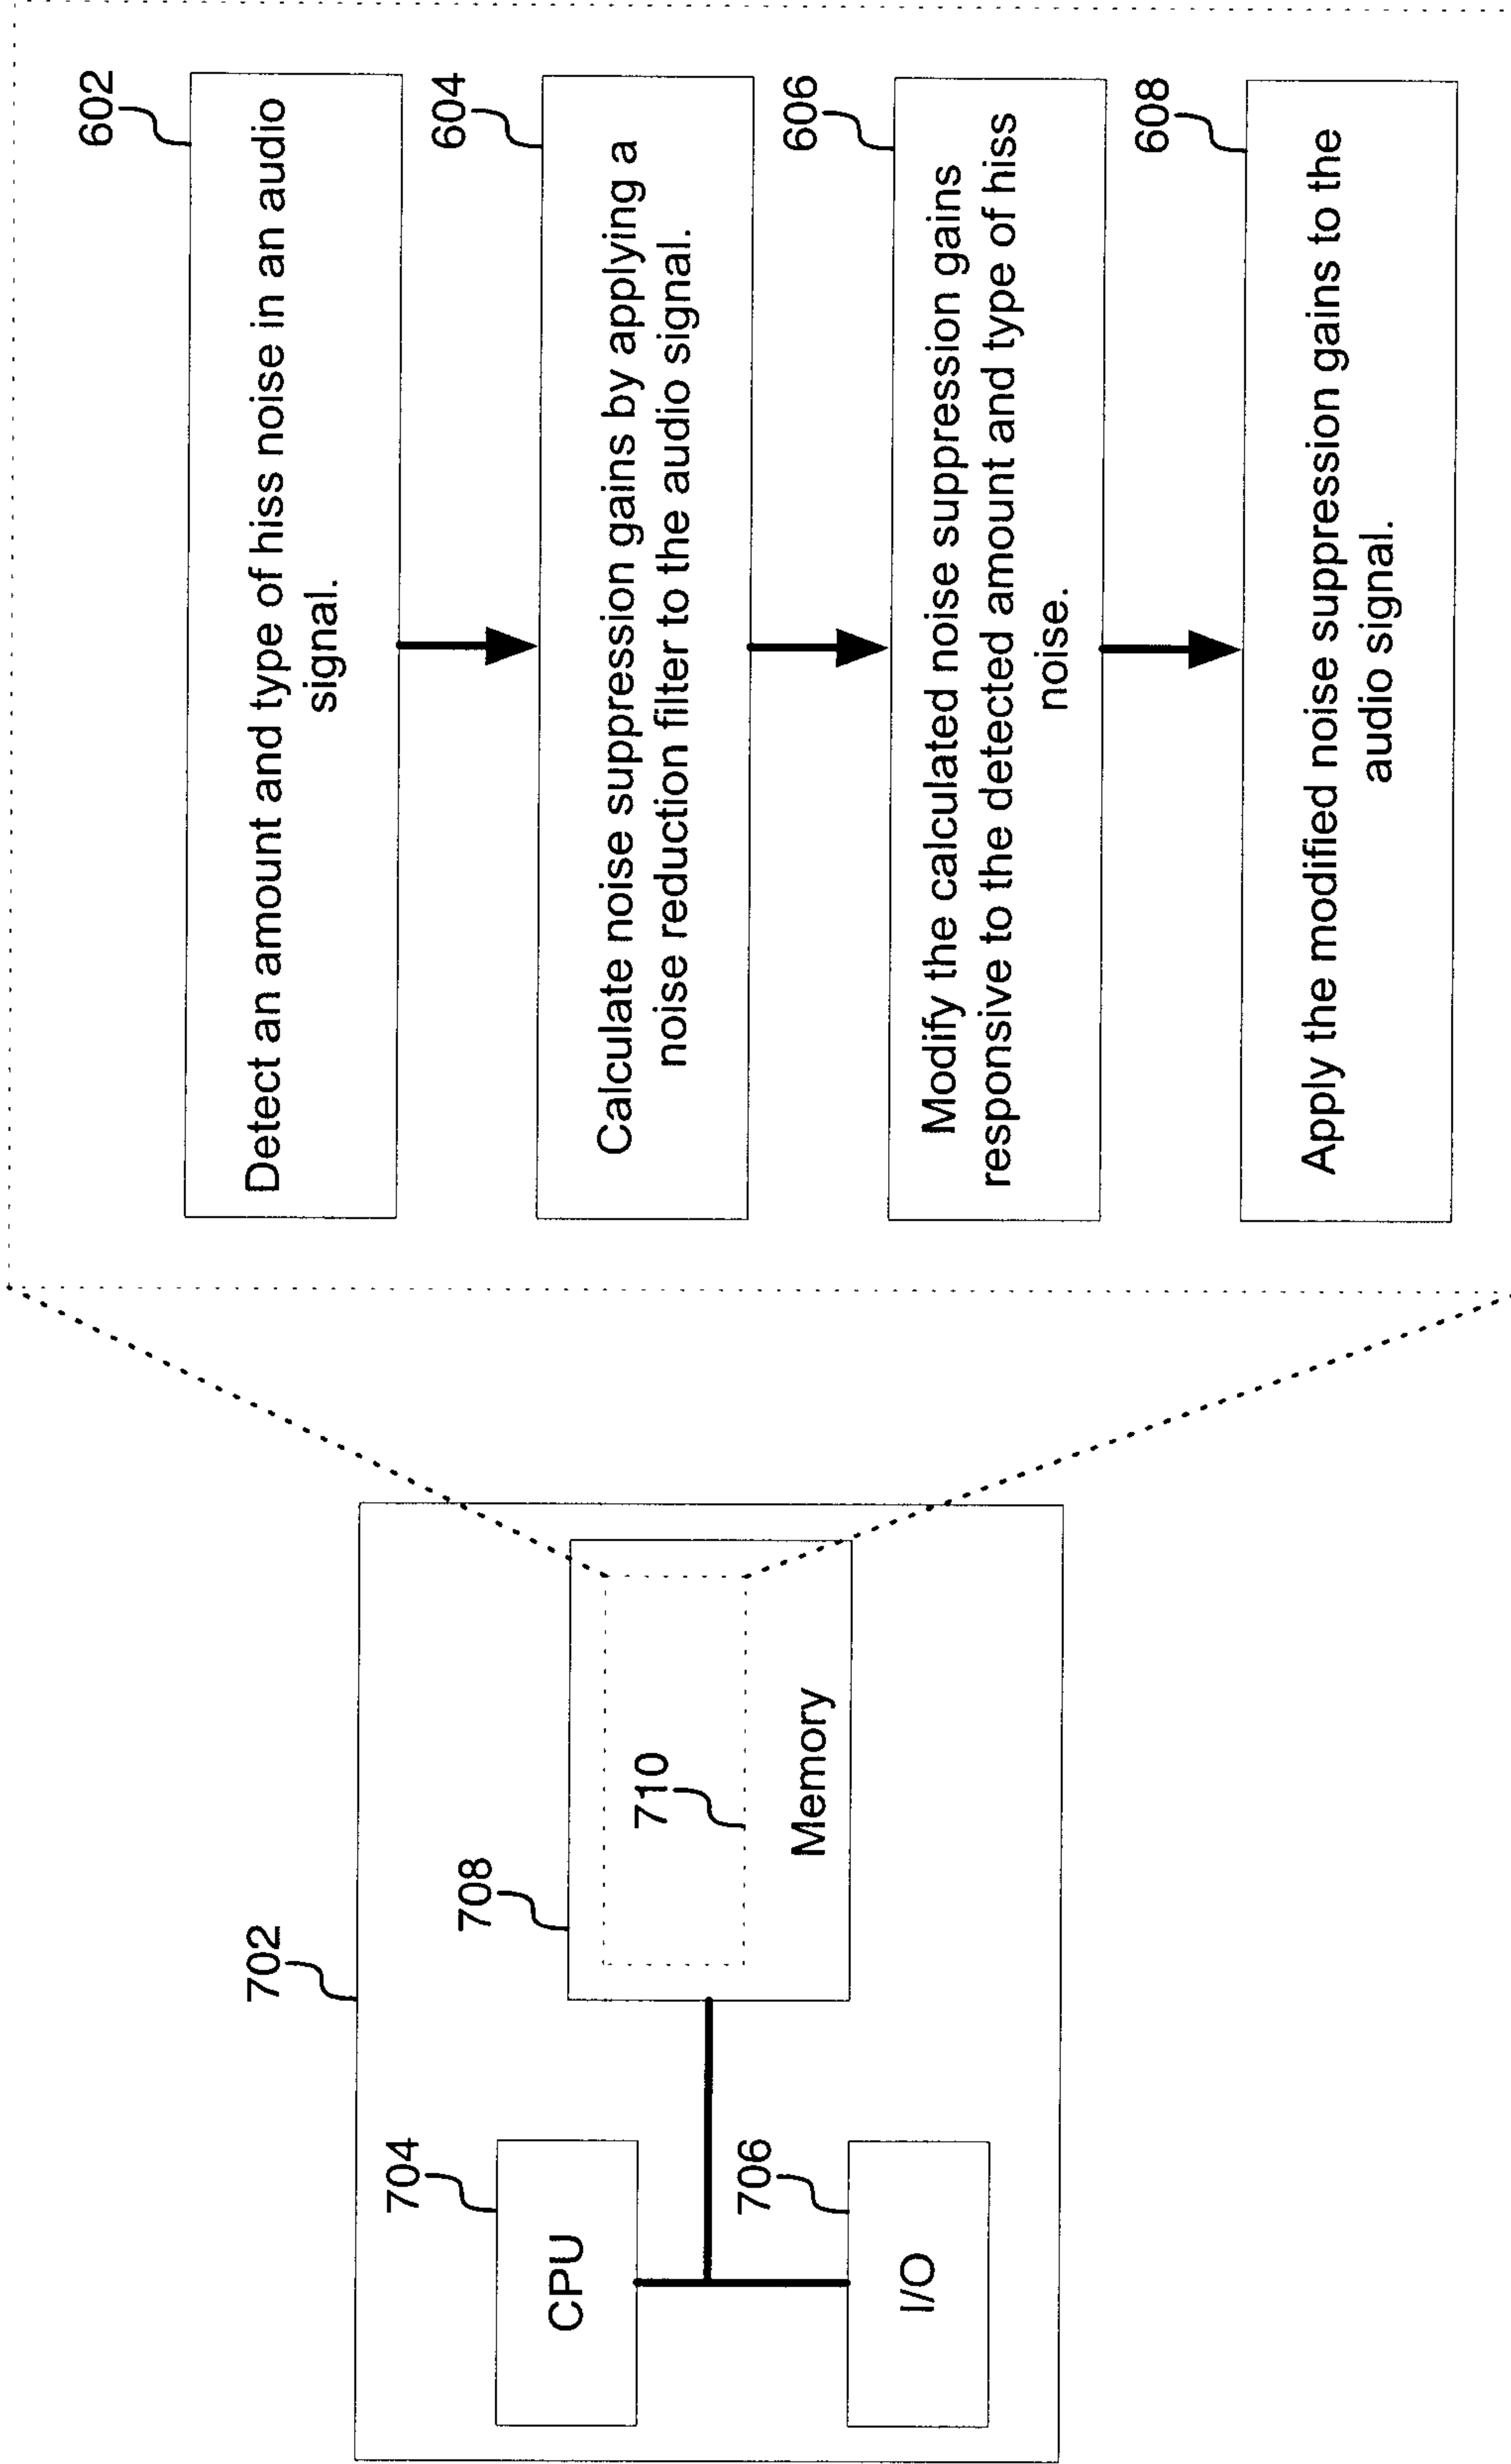 702
704
CPU
706
I/O
708
710
Memory
602
Detect an amount and type of hiss noise in an audio
signal.
604
Calculate noise suppression gains by applying a
noise reduction filter to the audio signal.
606
Modify the calculated noise suppression gains
responsive to the detected amount and type of hiss
noise.
608
Apply the modified noise suppression gains to the
audio signal.